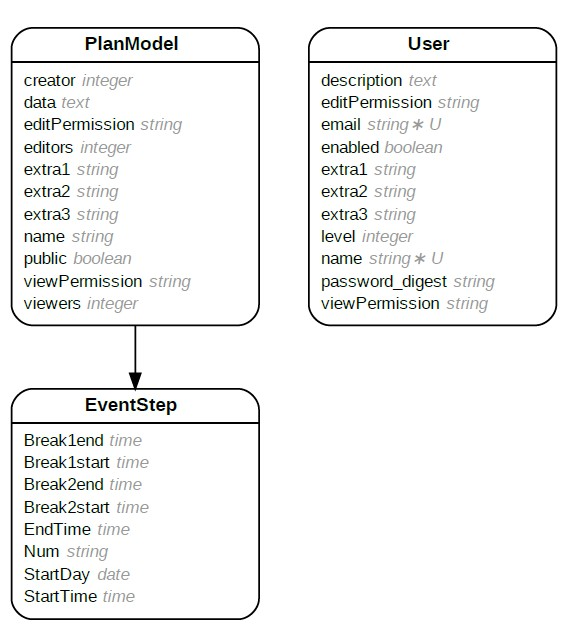 PlanModel
creator integer
data text
editPermission string
editors integer
extra1 string
extra2 string
extra3 string
name string
public boolean
viewPermission string
viewers integer
User
description text
editPermission string
email string∗ U
enabled boolean
extra1 string
extra2 string
extra3 string
level integer
name string∗ U
password_digest string
viewPermission string
EventStep
Break1end time
Break1start time
Break2end time
Break2start time
EndTime time
Num string
StartDay date
StartTime time